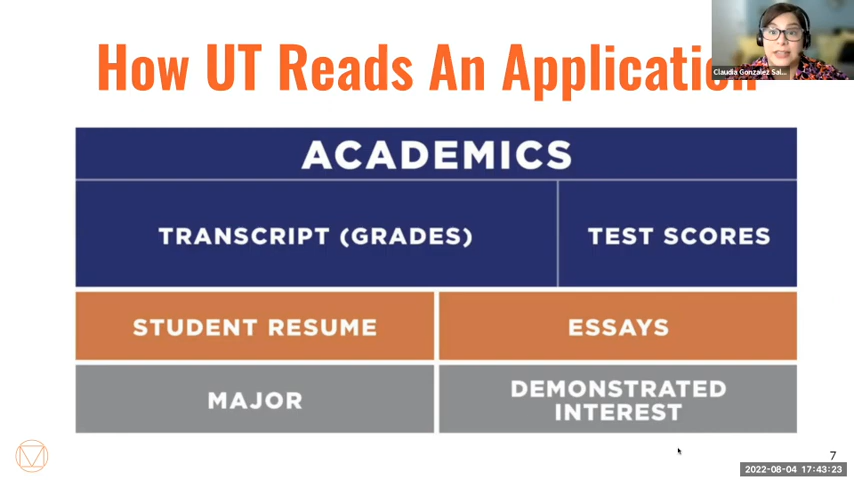 How UT Reads An Application
Claudia Gonzalez Sal...
ACADEMICS
TRANSCRIPT (GRADES)
TEST SCORES
STUDENT RESUME
ESSAYS
MAJOR
DEMONSTRATED
INTEREST
7
2022-08-04 17:43:23